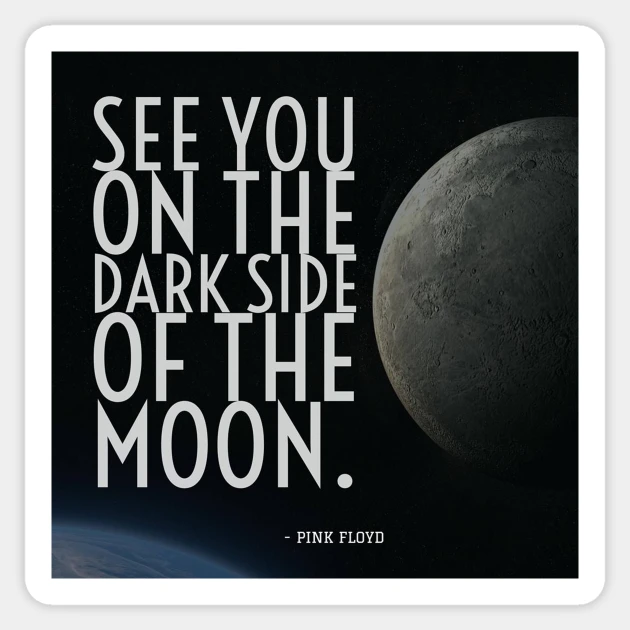 SEE YOU
ON THE
DARK SIDE
OF THE
MOON.
- PINK FLOYD